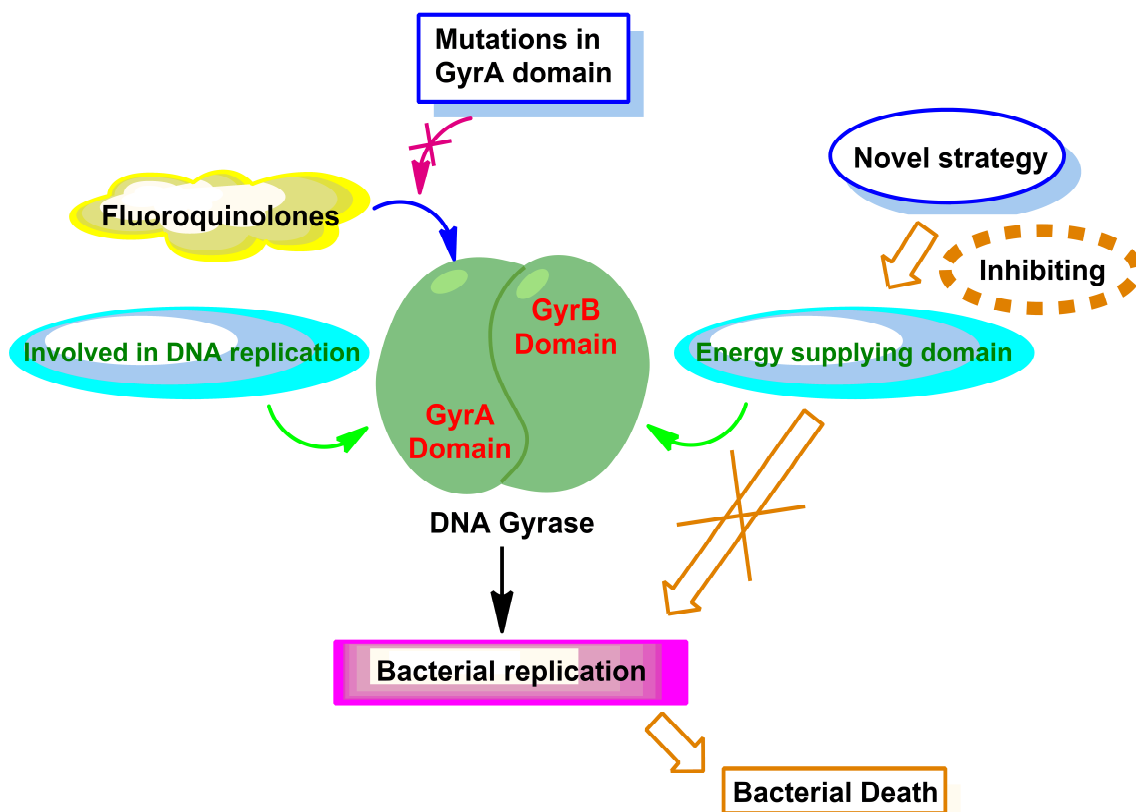 Mutations in
GyrA domain
Novel strategy
Fluoroquinolones
Inhibiting
GyrB
Domain
Involved in DNA replication
Energy supplying domain
GyrA
Domain
DNA Gyrase
Bacterial replication
Bacterial Death